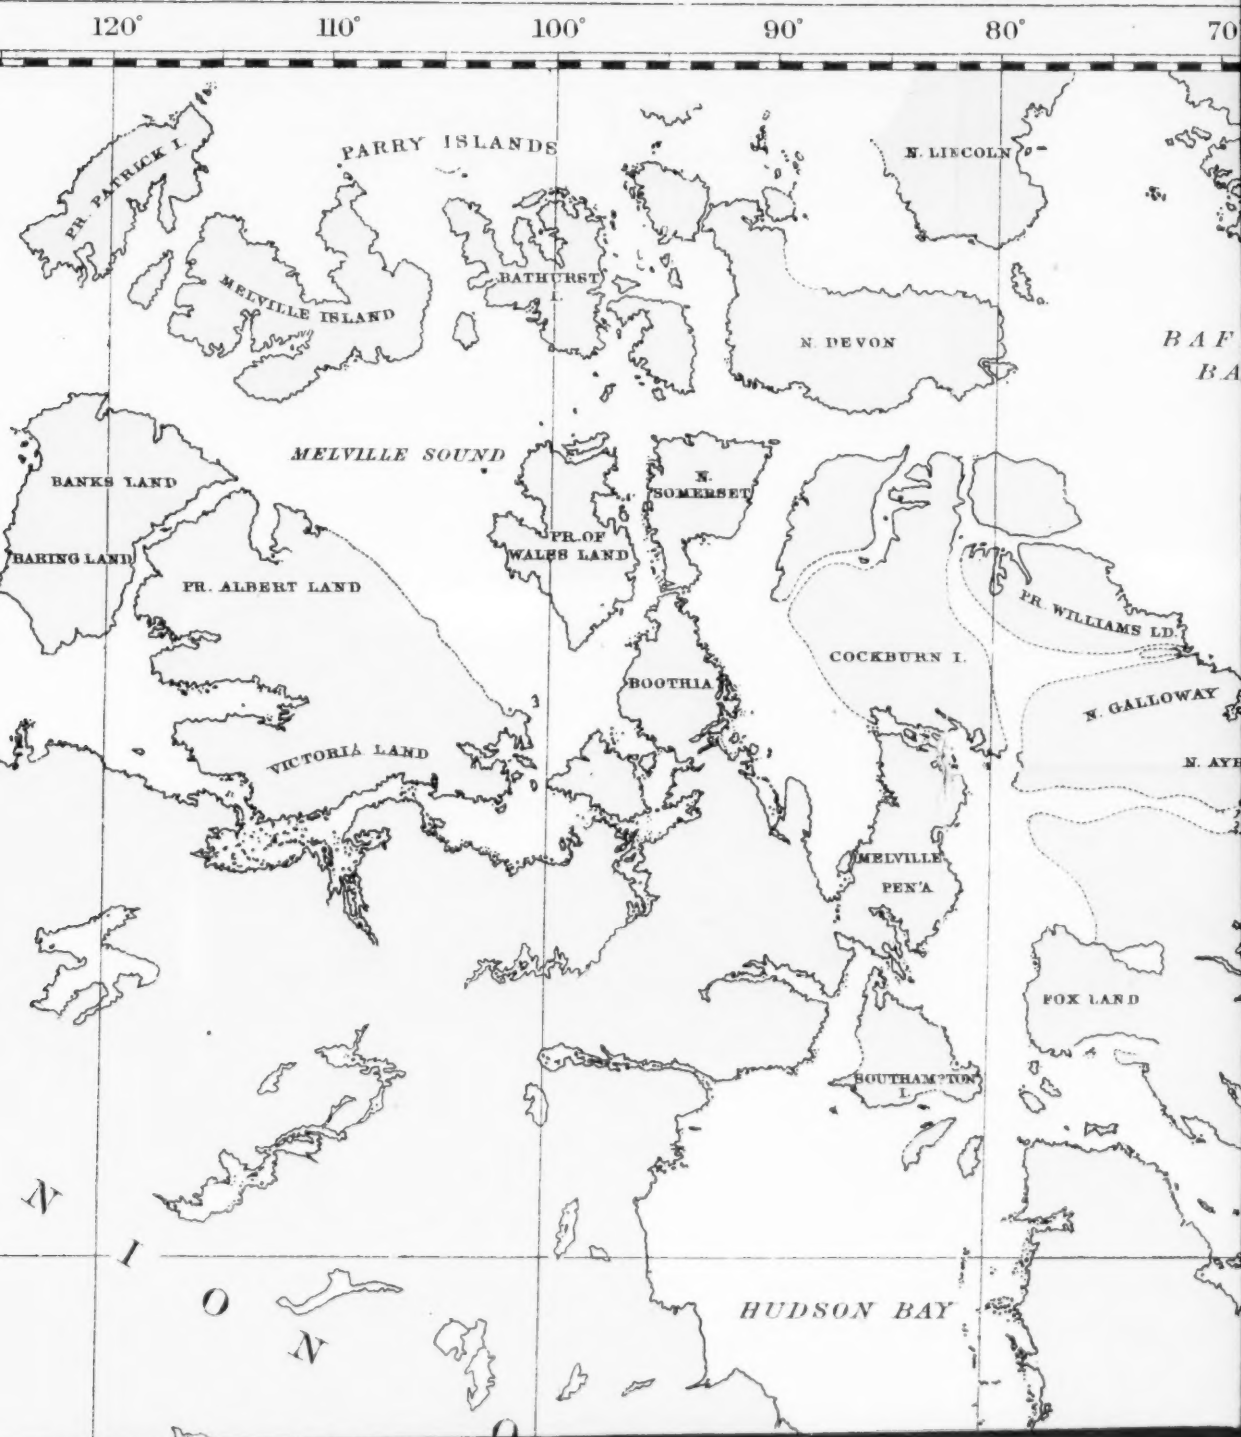 120° 110° 100° 90° 80° 70°
PARRY ISLANDS
N. LINCOLN
PR. PATRICK I.
MELVILLE ISLAND
BATHURST
I.
N. DEVON
BAF
BA
MELVILLE SOUND
BANKS LAND
N.
SOMERSET
PR. OF
WALES LAND
BARING LAND
PR. ALBERT LAND
PR. WILLIAMS LD.
COCKBURN I.
BOOTHIA
N. GALLOWAY
VICTORIA LAND
N. AYR
MELVILLE
PEN'A
FOX LAND
SOUTHAMPTON
I.
N
I
O
N
HUDSON BAY